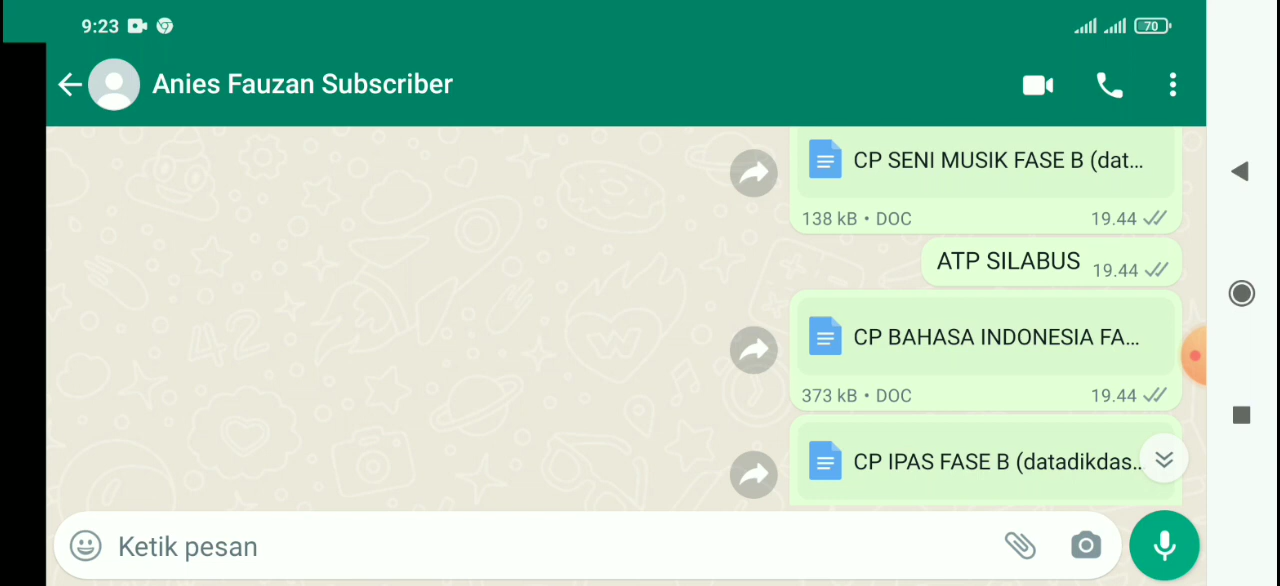 9:23
70
Anies Fauzan Subscriber
CP SENI MUSIK FASE B (dat...
138 kB • DOC 19.44
ATP SILABUS 19.44
CP BAHASA INDONESIA FA...
373 kB • DOC 19.44
CP IPAS FASE B (datadikdas...
Ketik pesan